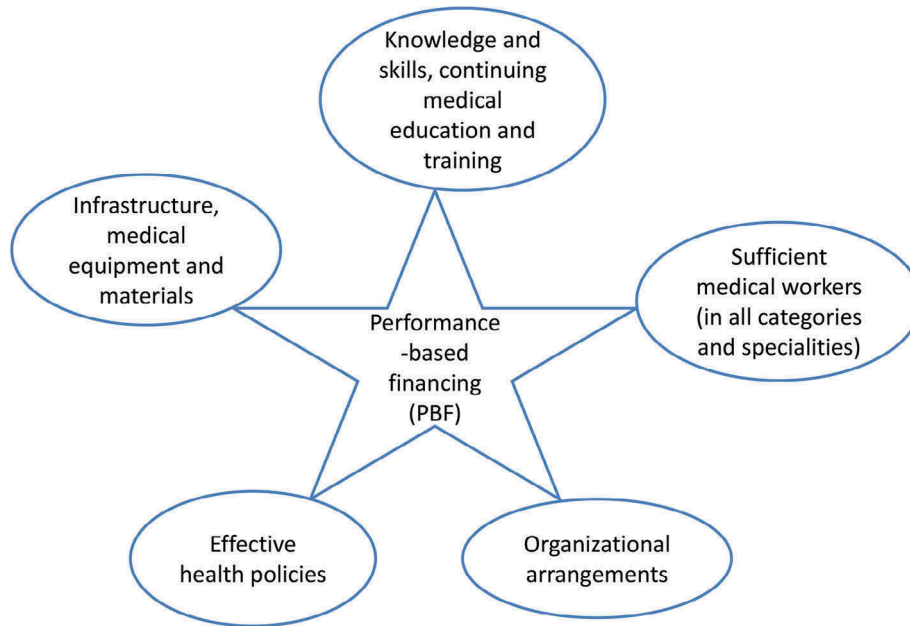 Knowledge and
skills, continuing
medical
education and
training
Infrastructure,
medical
equipment and
materials
Sufficient
medical workers
(in all categories
and specialities)
Performance
-based
financing
(PBF)
Effective
health policies
Organizational
arrangements